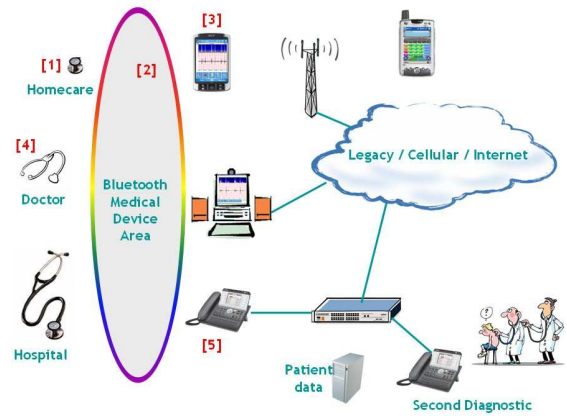 [3]
[1]
[2]
Homecare
Legacy / Cellular / Internet
[4]
Doctor
Bluetooth
Medical
Device
Area
?
Hospital
[5]
Patient
data
Second Diagnostic